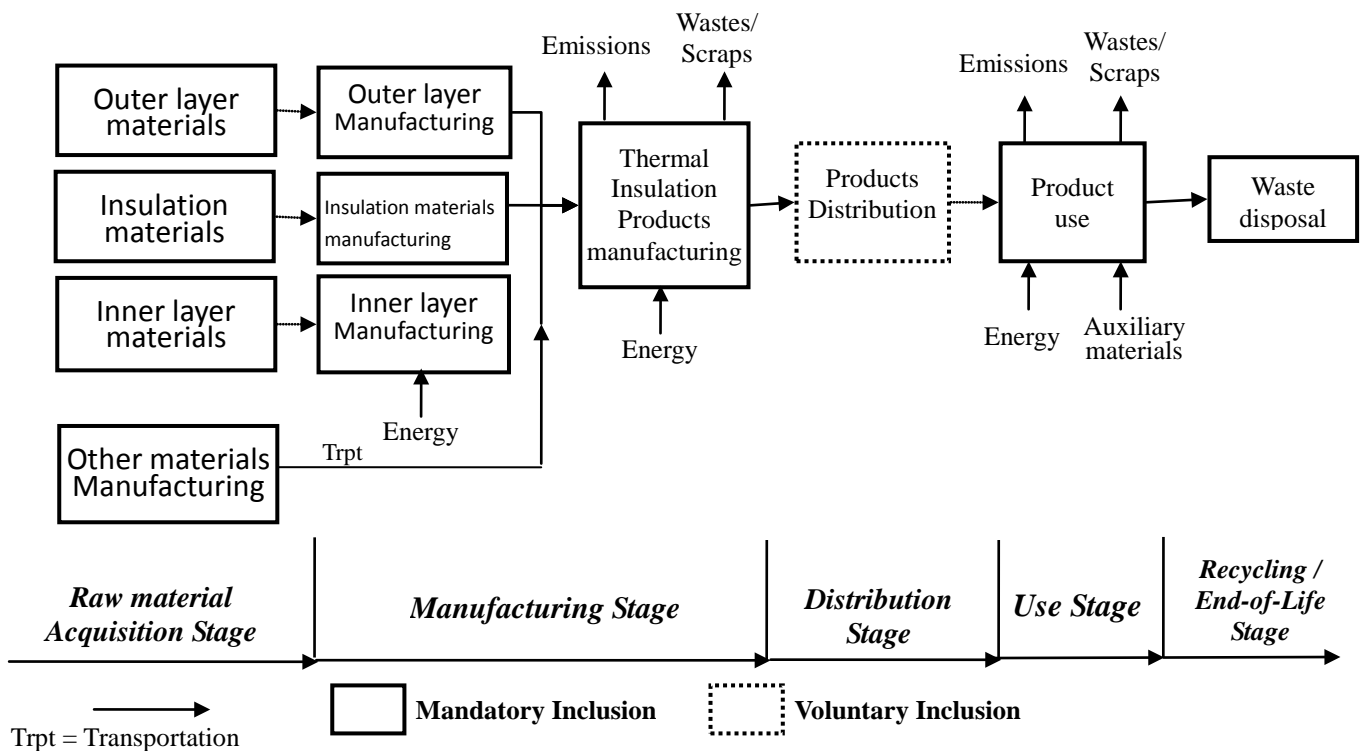 Emissions
Wastes/
Scraps
Emissions
Wastes/
Scraps
Outer layer
materials
Outer layer
Manufacturing
Insulation
materials
Insulation materials
manufacturing
Inner layer
materials
Inner layer
Manufacturing
Thermal
Insulation
Products
manufacturing
Products
Distribution
Product
use
Waste
disposal
Energy
Energy
Energy
Auxiliary
materials
Other materials
Manufacturing
Trpt
Raw material
Acquisition Stage
Manufacturing Stage
Distribution
Stage
Use Stage
Recycling /
End-of-Life
Stage
Mandatory Inclusion
Voluntary Inclusion
Trpt = Transportation